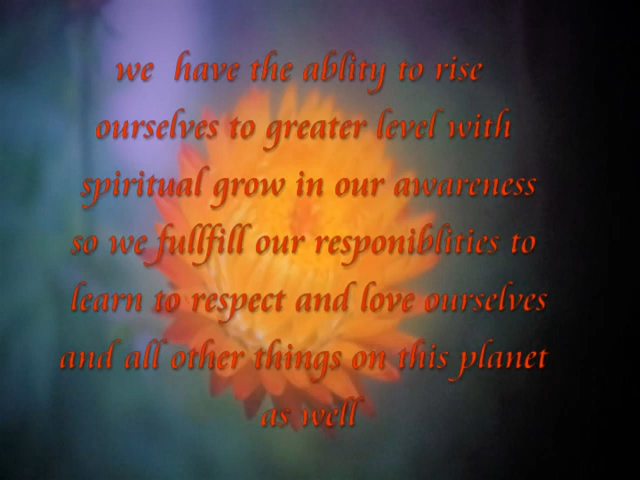 we have the ablity to rise
ourselves to greater level with
spiritual grow in our awareness
so we fullfill our responiblities to
learn to respect and love ourselves
and all other things on this planet
as well